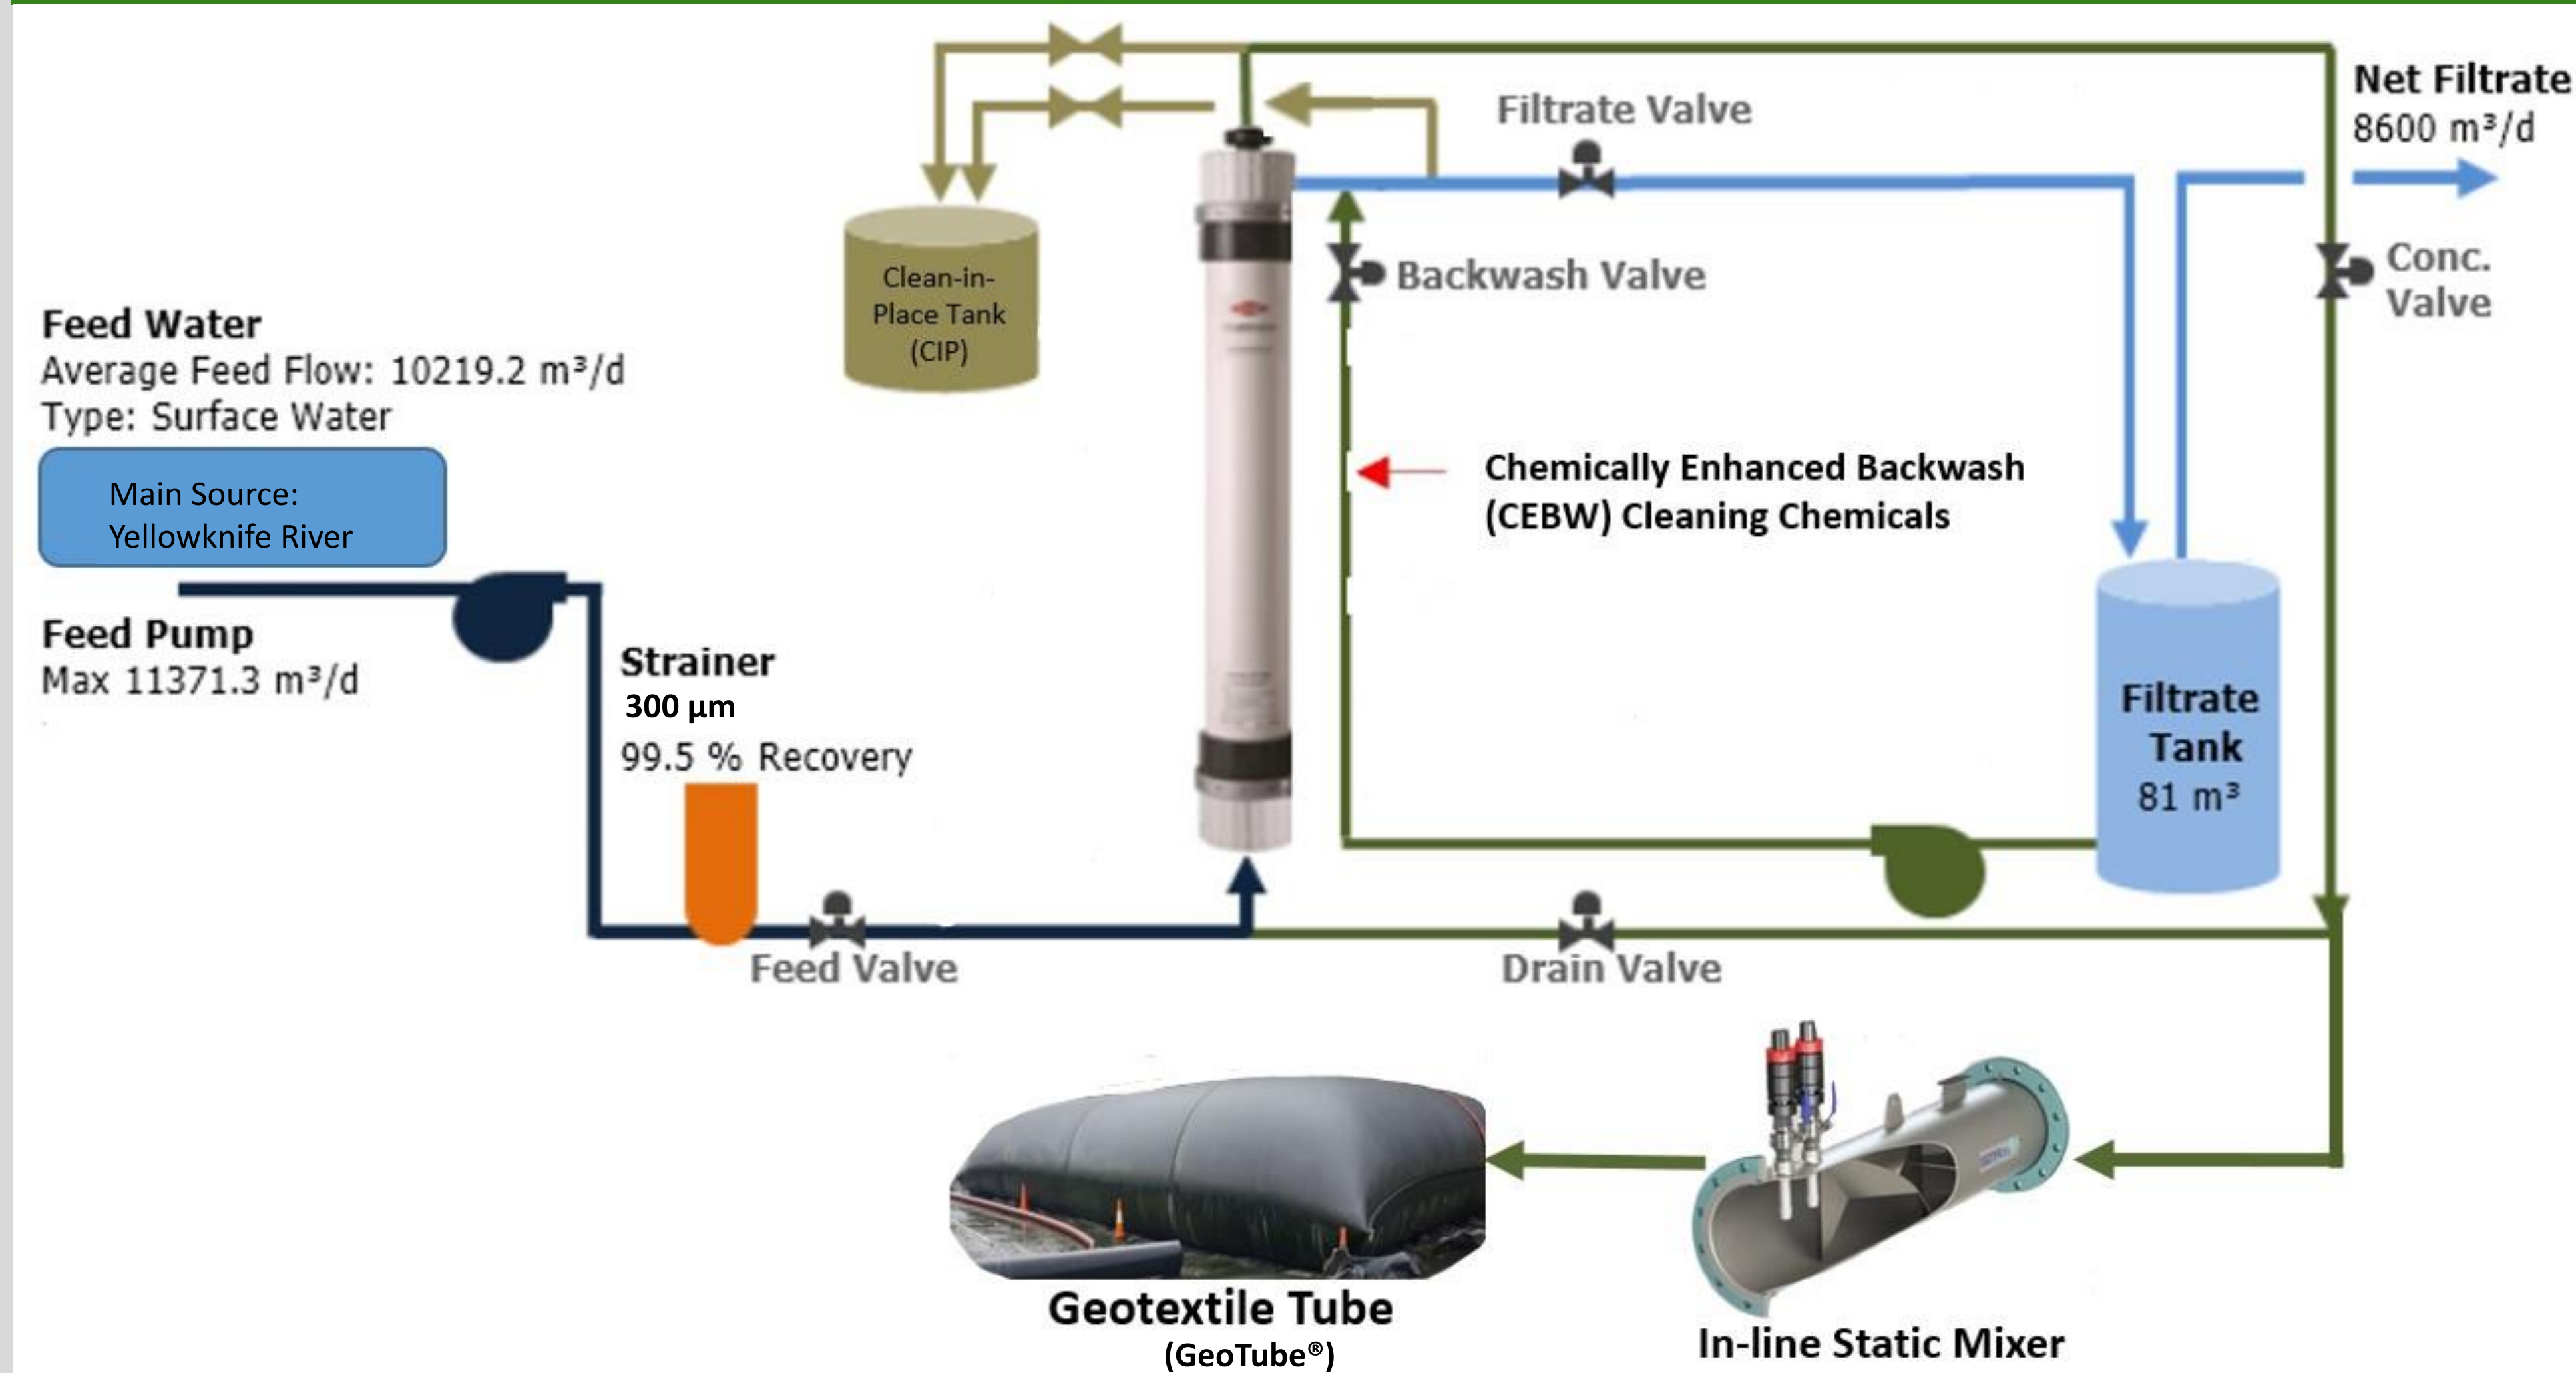 Net Filtrate
8600 m³/d
Filtrate Valve
Clean-in-
Place Tank
(CIP)
Backwash Valve
Conc.
Valve
Feed Water
Average Feed Flow: 10219.2 m³/d
Type: Surface Water
Main Source:
Yellowknife River
Chemically Enhanced Backwash
(CEBW) Cleaning Chemicals
Feed Pump
Max 11371.3 m³/d
Strainer
300 µm
99.5 % Recovery
Filtrate
Tank
81 m³
Feed Valve
Drain Valve
Geotextile Tube
(GeoTube®)
In-line Static Mixer